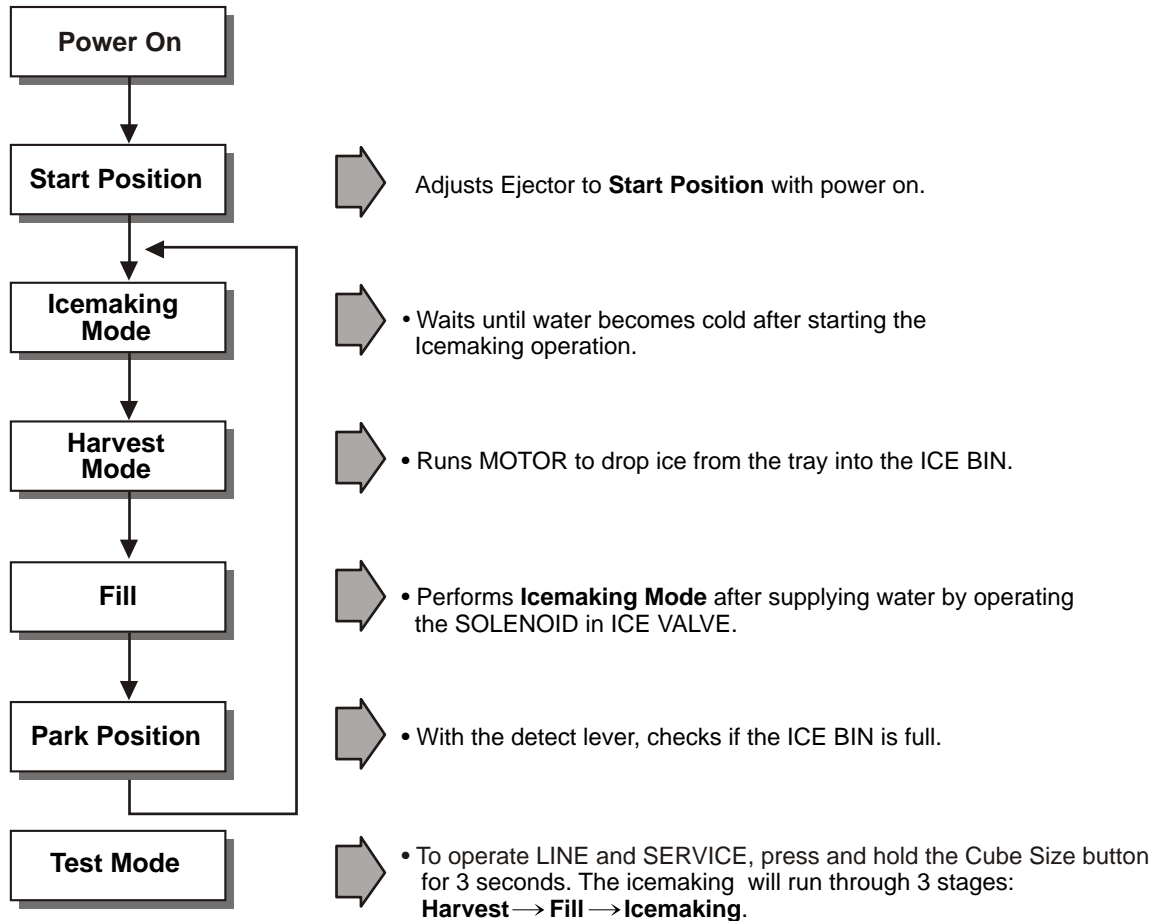 Power On
Start Position
Adjusts Ejector to Start Position with power on.
Icemaking
Mode
• Waits until water becomes cold after starting the
Icemaking operation.
Harvest
Mode
• Runs MOTOR to drop ice from the tray into the ICE BIN.
Fill
• Performs Icemaking Mode after supplying water by operating
the SOLENOID in ICE VALVE.
Park Position
• With the detect lever, checks if the ICE BIN is full.
Test Mode
• To operate LINE and SERVICE, press and hold the Cube Size button
for 3 seconds. The icemaking will run through 3 stages:
Harvest → Fill → Icemaking.